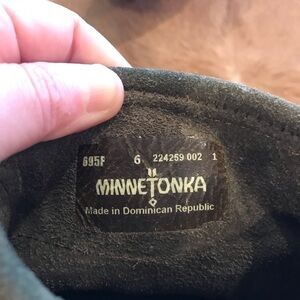 695F 6 224259 002 1
MINNETONKA
Made in Dominican Republic